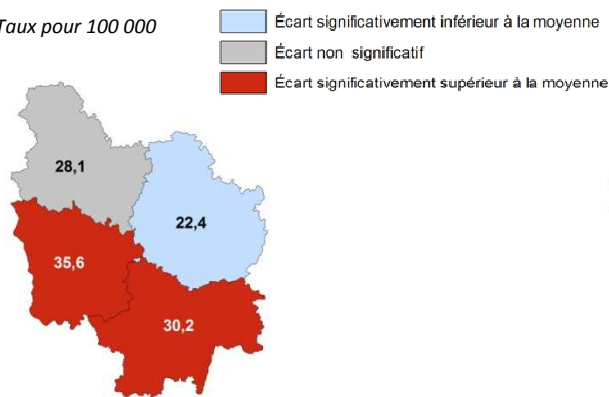 Taux pour 100 000
Écart significativement inférieur à la moyenne
Écart non significatif
Écart significativement supérieur à la moyenne
28,1
22,4
35,6
30,2